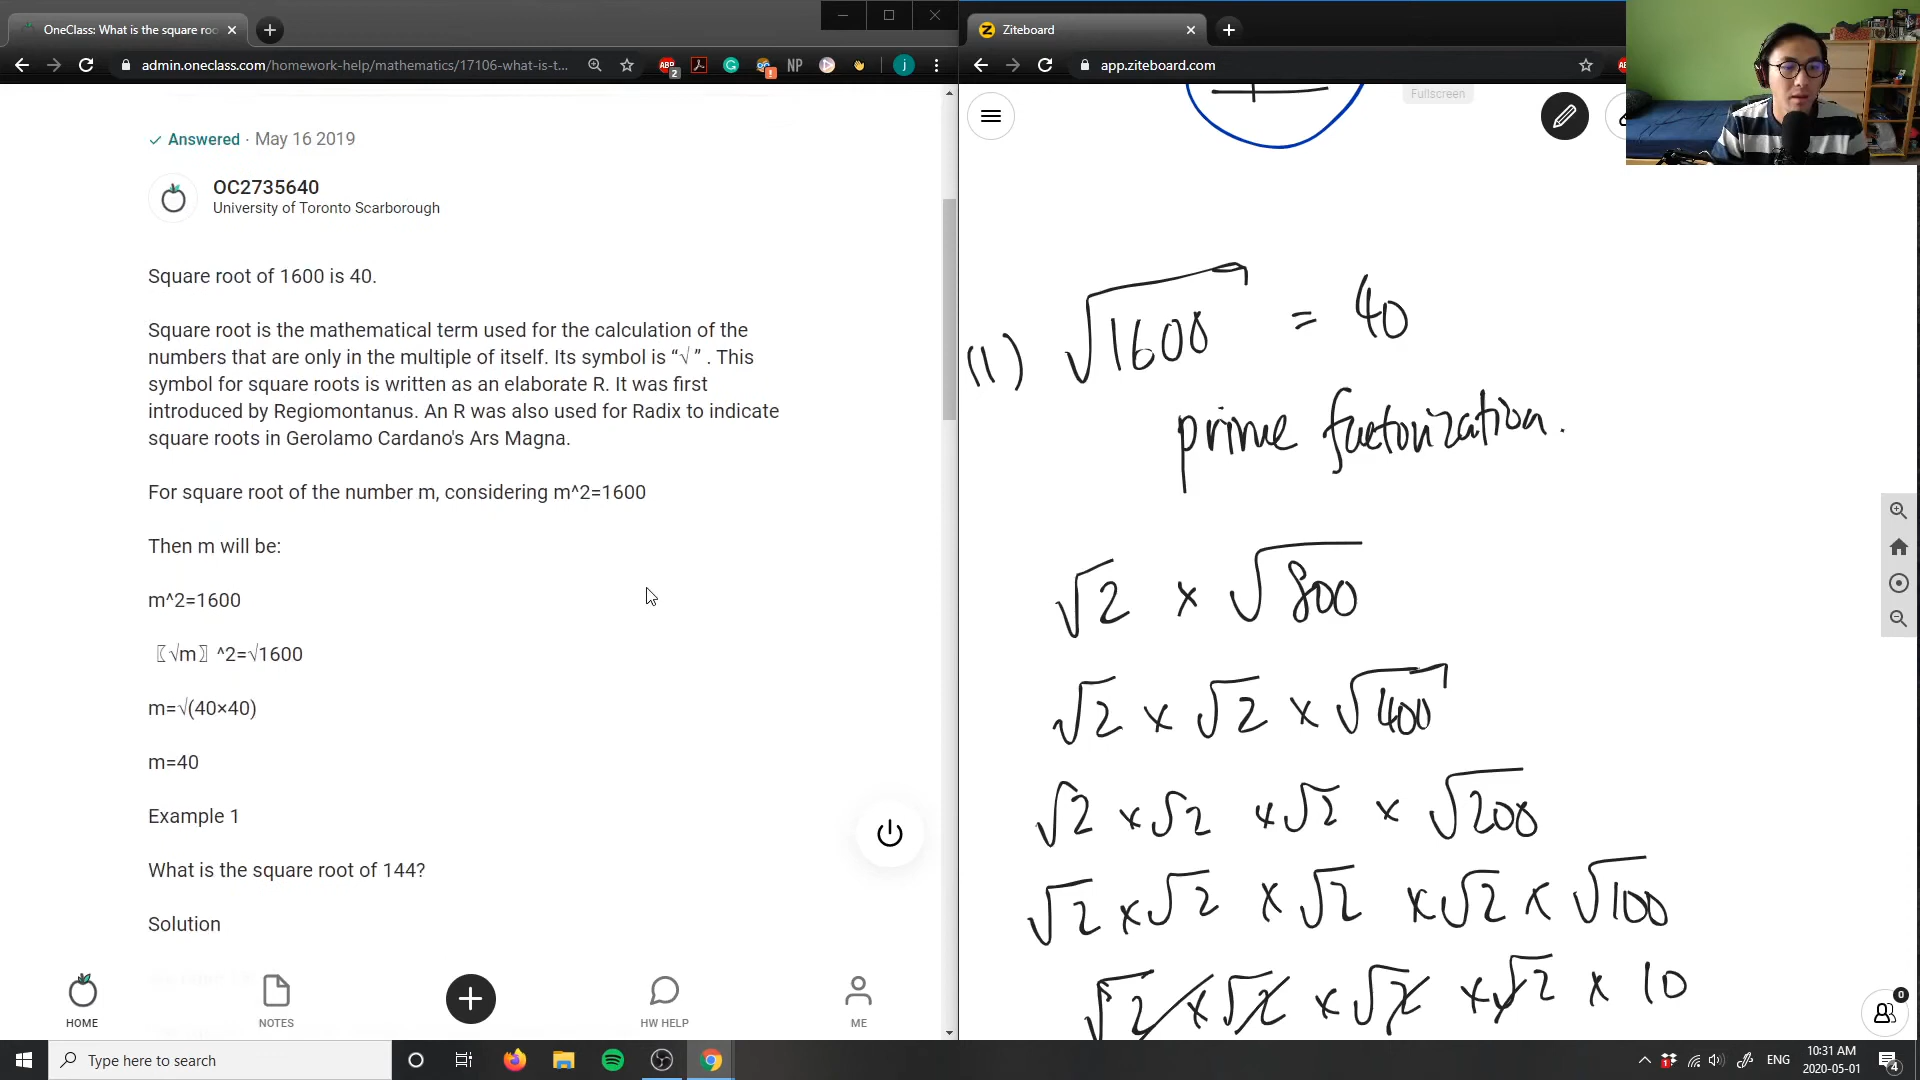 OneClass: What is the square roo
admin.oneclass.com/homework-help/mathematics/17106-what-is-t...
ABP
2
NP
j
Answered · May 16 2019
OC2735640
University of Toronto Scarborough
Square root of 1600 is 40.
Square root is the mathematical term used for the calculation of the
numbers that are only in the multiple of itself. Its symbol is “√ ” . This
symbol for square roots is written as an elaborate R. It was first
introduced by Regiomontanus. An R was also used for Radix to indicate
square roots in Gerolamo Cardano's Ars Magna.
For square root of the number m, considering m^2=1600
Then m will be:
m^2=1600
〖√m〗^2=√1600
m=√(40×40)
m=40
Example 1
What is the square root of 144?
Solution
HOME
NOTES
HW HELP
ME
Ziteboard
app.ziteboard.com
Fullscreen
(1) √1600 = 40
prime factorization.
√2 × √800
√2 × √2 × √400
√2 × √2 × √2 × √200
√2 × √2 × √2 × √2 × √100
√2 × √2 × √2 × √2 × 10
0
Type here to search
ENG
10:31 AM
2020-05-01
4